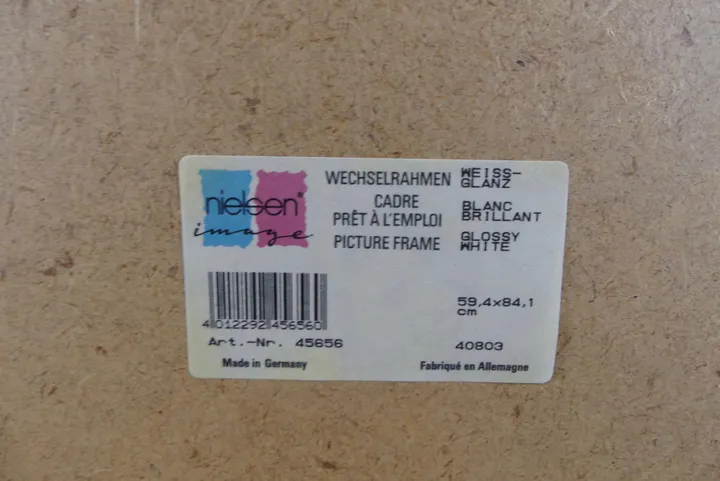 nielsen®
image
WECHSELRAHMEN
CADRE
PRÊT À L'EMPLOI
PICTURE FRAME
WEISS-
GLANZ
BLANC
BRILLANT
GLOSSY
WHITE
59,4x84,1
cm
4 012292 456560
Art.-Nr. 45656
40803
Made in Germany
Fabriqué en Allemagne